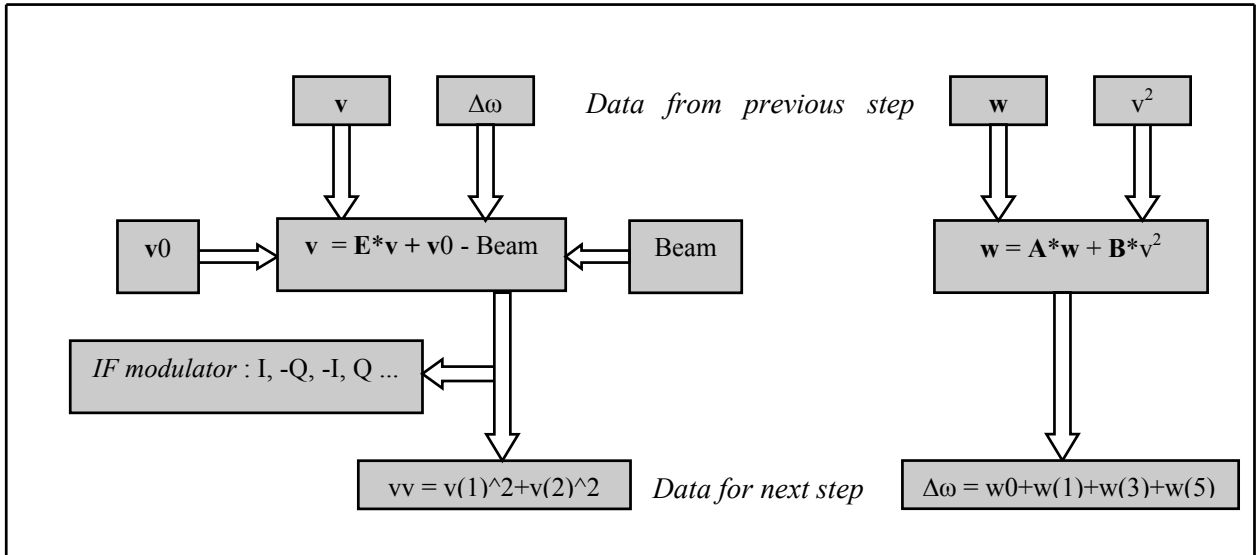 v
Δω
Data from previous step
w
v²
v0
v = E*v + v0 - Beam
Beam
w = A*w + B*v²
IF modulator : I, -Q, -I, Q ...
vv = v(1)^2+v(2)^2
Data for next step
Δω = w0+w(1)+w(3)+w(5)